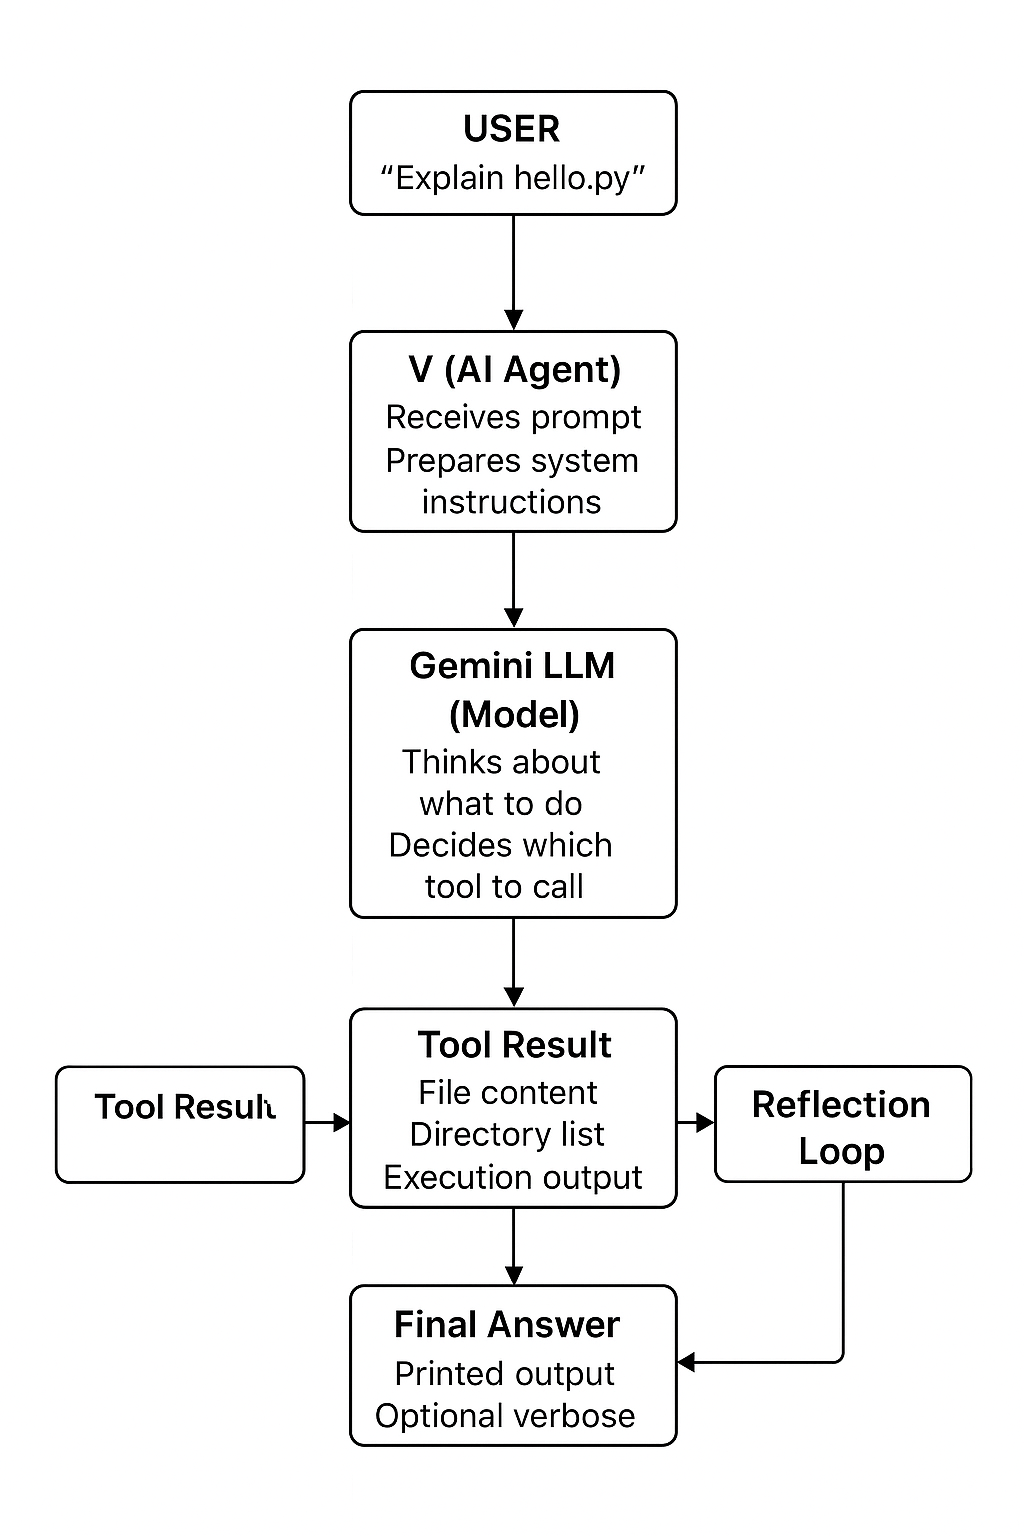 USER
“Explain hello.py”
V (AI Agent)
Receives prompt
Prepares system
instructions
Gemini LLM
(Model)
Thinks about
what to do
Decides which
tool to call
Tool Result
Tool Result
File content
Directory list
Execution output
Reflection
Loop
Final Answer
Printed output
Optional verbose